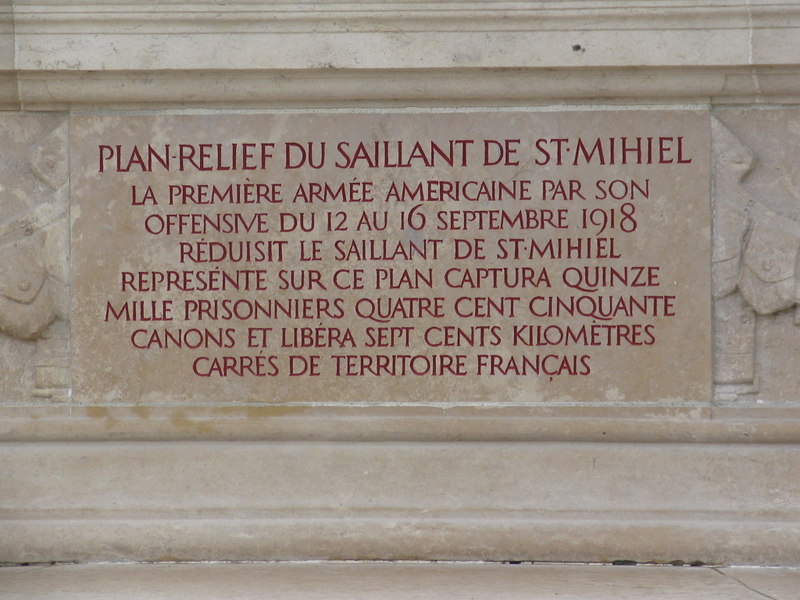 PLAN·RELIEF DU SAILLANT DE ST·MIHIEL
LA PREMIÈRE ARMÉE AMERICAINE PAR SON
OFFENSIVE DU 12 AU 16 SEPTEMBRE 1918
RÉDUISIT LE SAILLANT DE ST·MIHIEL
REPRESÉNTE SUR CE PLAN CAPTURA QUINZE
MILLE PRISONNIERS QUATRE CENT CINQUANTE
CANONS ET LIBÉRA SEPT CENTS KILOMÈTRES
CARRÉS DE TERRITOIRE FRANÇAIS